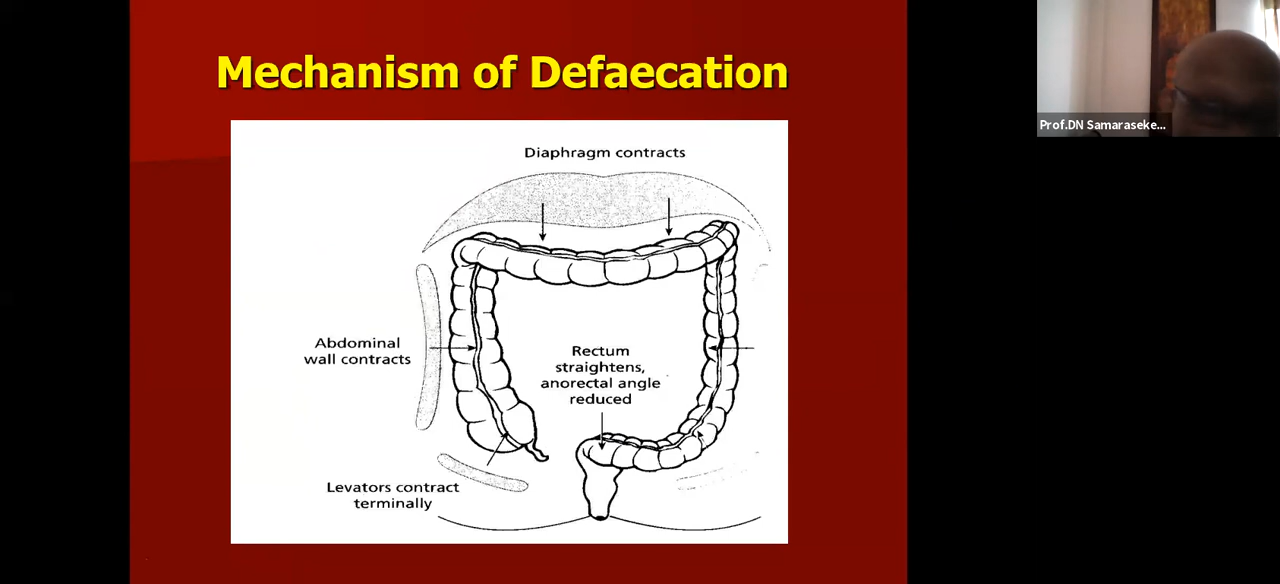 Mechanism of Defaecation
Prof.DN Samaraseke...
Diaphragm contracts
Abdominal
wall contracts
Rectum
straightens,
anorectal angle
reduced
Levators contract
terminally